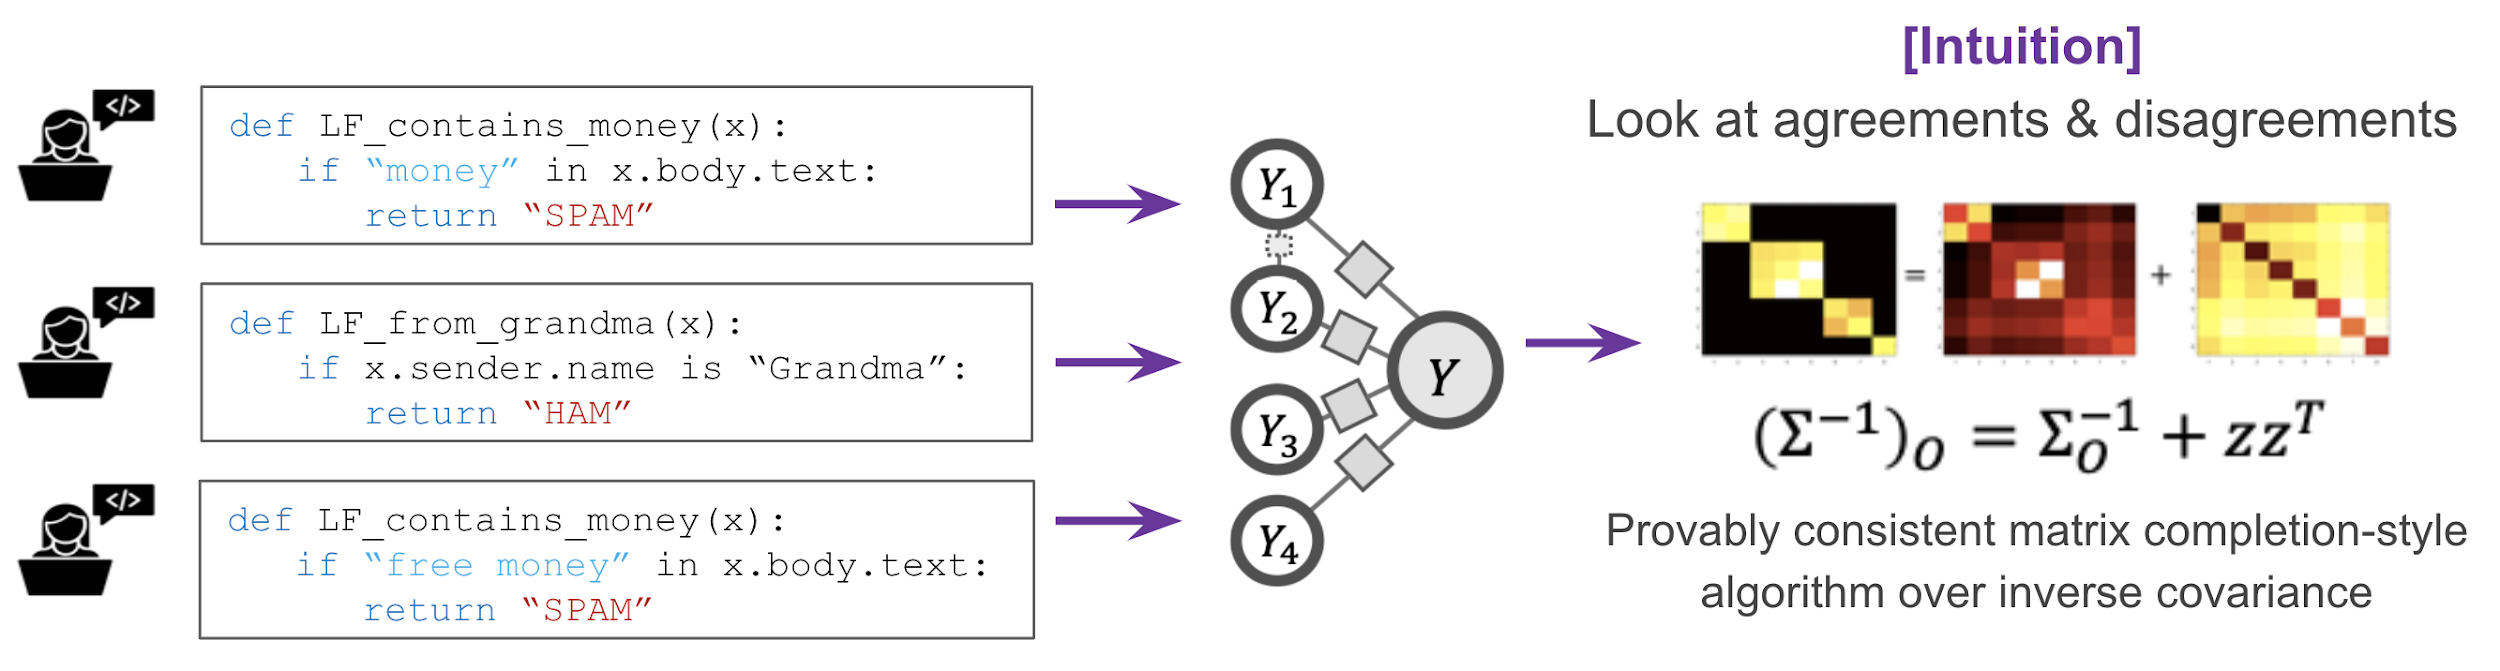 </>
def LF_contains_money(x):
if “money” in x.body.text:
return “SPAM”
</>
def LF_from_grandma(x):
if x.sender.name is “Grandma”:
return “HAM”
</>
def LF_contains_money(x):
if “free money” in x.body.text:
return “SPAM”
Y₁
Y₂
Y₃
Y₄
Y
[Intuition]
Look at agreements & disagreements
= +
(Σ⁻¹)_O = Σ_O⁻¹ + zzᵀ
Provably consistent matrix completion-style
algorithm over inverse covariance